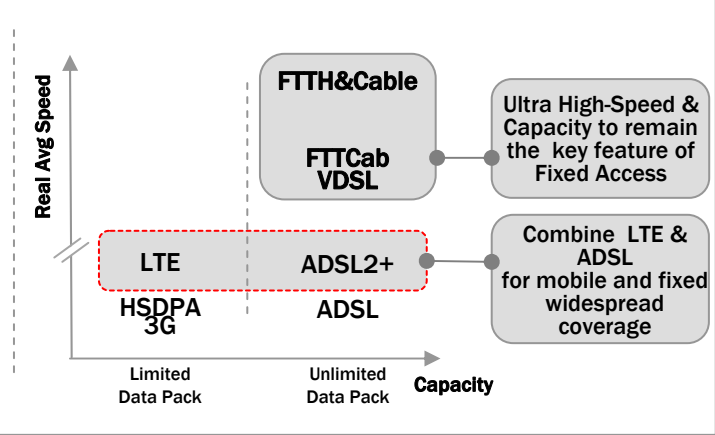 Real Avg Speed
FTTH&Cable
FTTCab
VDSL
Ultra High-Speed &
Capacity to remain
the key feature of
Fixed Access
LTE
ADSL2+
HSDPA
3G
ADSL
Combine LTE &
ADSL
for mobile and fixed
widespread
coverage
Limited
Data Pack
Unlimited
Data Pack
Capacity